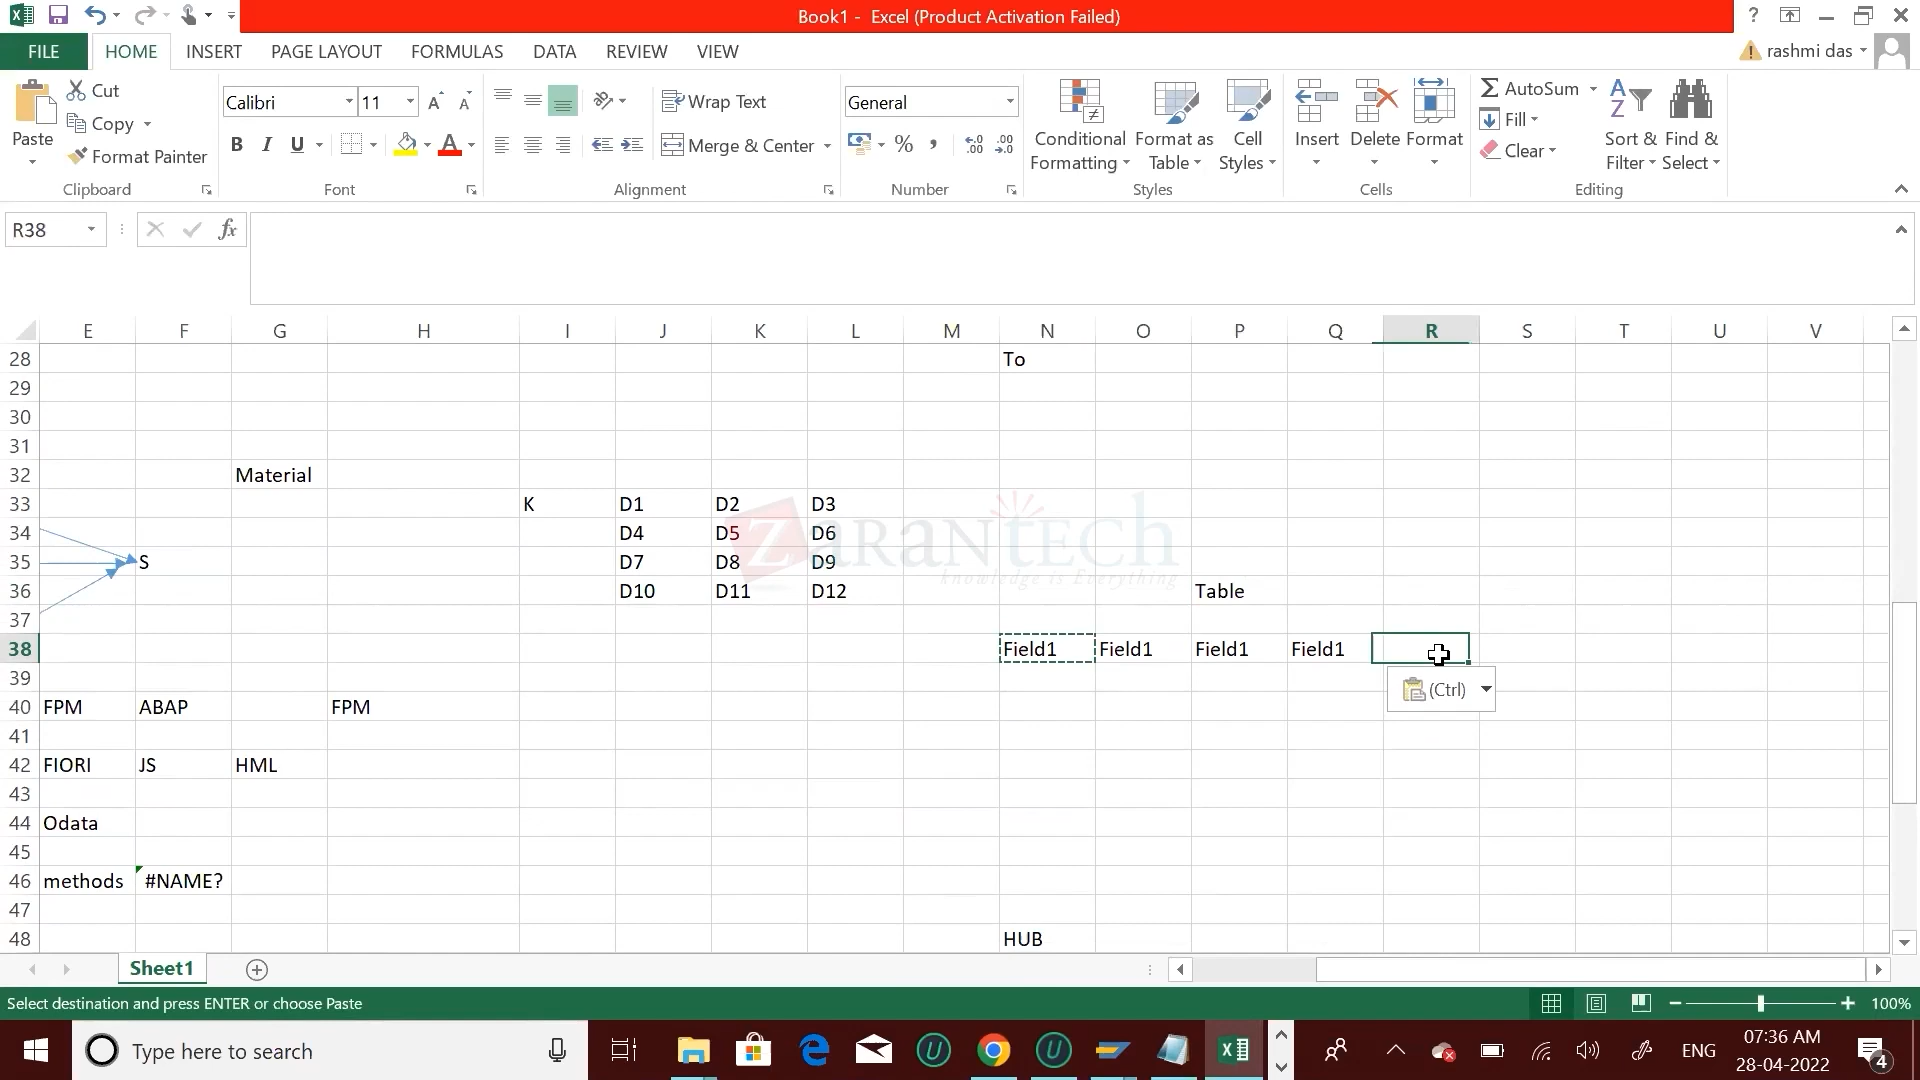 Book1 - Excel (Product Activation Failed)
?
FILE HOME INSERT PAGE LAYOUT FORMULAS DATA REVIEW VIEW
rashmi das
Paste
Cut
Copy
Format Painter
Clipboard
Calibri 11
B I U A
Font
Wrap Text
Merge & Center
Alignment
General
% ,
Number
Conditional Formatting
Format as Table
Cell Styles
Styles
Insert
Delete
Format
Cells
AutoSum
Fill
Clear
Sort & Filter
Find & Select
Editing
R38 fx
E F G H I J K L M N O P Q R S T U V
28 To
29
30
31
32 Material
33 K D1 D2 D3
34 D4 D5 D6
35 S D7 D8 D9
36 D10 D11 D12 Table
37
38 Field1 Field1 Field1 Field1
39
(Ctrl)
40 FPM ABAP FPM
41
42 FIORI JS HML
43
44 Odata
45
46 methods #NAME?
47
48 HUB
ZaranTech
knowledge is Everything
Sheet1
Select destination and press ENTER or choose Paste
100%
Type here to search
ENG
07:36 AM
28-04-2022
4